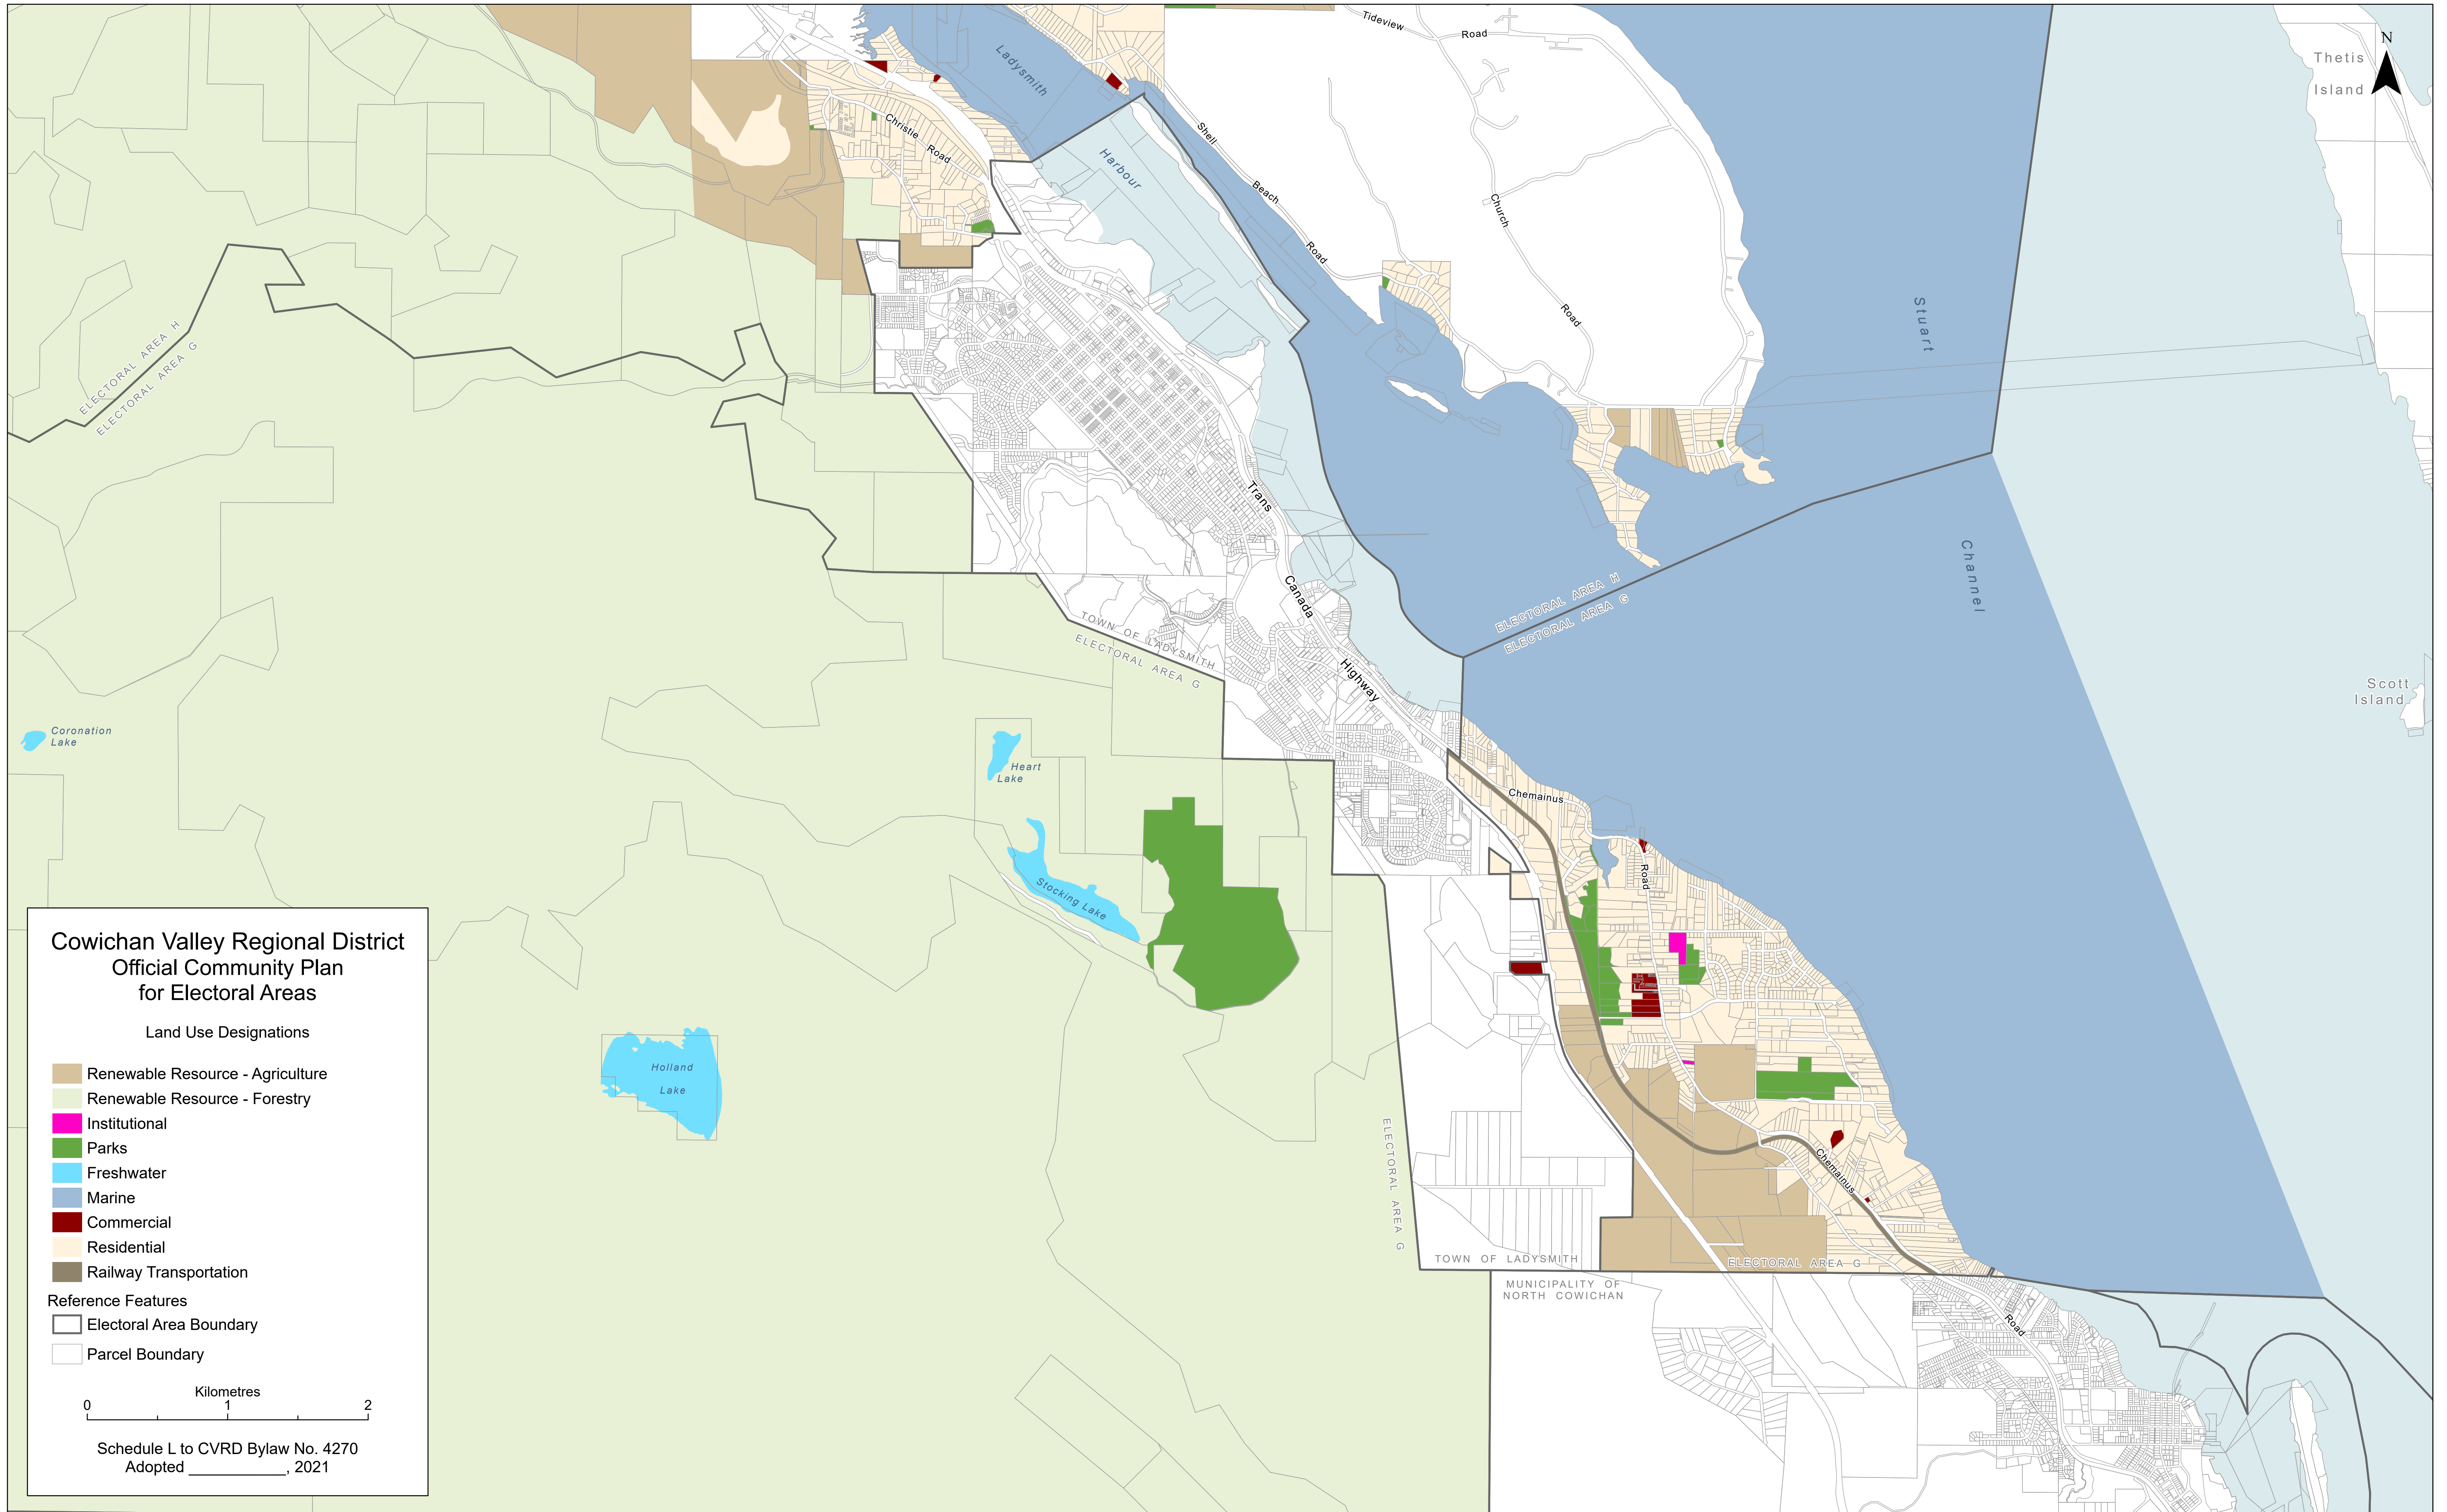 Tideview
Road
N
Thetis
Island
Ladysmith
Harbour
Christie
Road
Shell
Beach
Road
Church
Road
Stuart
Channel
ELECTORAL AREA H
ELECTORAL AREA G
Trans
Canada
Highway
ELECTORAL AREA H
ELECTORAL AREA G
TOWN OF LADYSMITH
ELECTORAL AREA G
Scott
Island
Coronation
Lake
Heart
Lake
Chemainus
Road
Stocking Lake
Holland
Lake
ELECTORAL AREA G
Chemainus
Road
TOWN OF LADYSMITH
ELECTORAL AREA G
MUNICIPALITY OF
NORTH COWICHAN
Cowichan Valley Regional District
Official Community Plan
for Electoral Areas
Land Use Designations
Renewable Resource - Agriculture
Renewable Resource - Forestry
Institutional
Parks
Freshwater
Marine
Commercial
Residential
Railway Transportation
Reference Features
Electoral Area Boundary
Parcel Boundary
Kilometres
0 1 2
Schedule L to CVRD Bylaw No. 4270
Adopted ___________, 2021